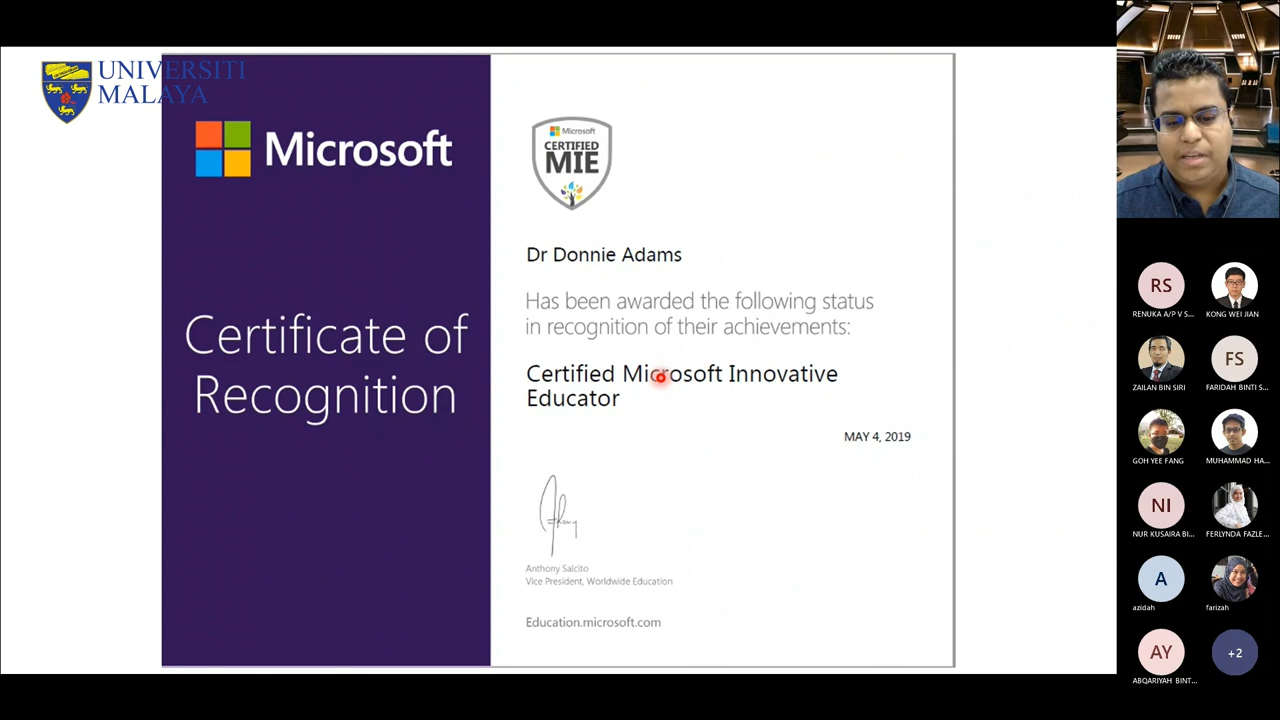 UNIVERSITI
MALAYA
Microsoft
Certificate of
Recognition
Microsoft
CERTIFIED
MIE
Dr Donnie Adams
Has been awarded the following status
in recognition of their achievements:
Certified Microsoft Innovative
Educator
MAY 4, 2019
Anthony Salcito
Vice President, Worldwide Education
Education.microsoft.com
RS
RENUKA A/P V S...
KONG WEI JIAN
ZAILAN BIN SIRI
FS
FARIDAH BINTI S...
GOH YEE FANG
MUHAMMAD HA...
NI
NUR KUSAIRA BI...
FERLYNDA FAZLE...
A
azidah
farizah
AY
ABQARIYAH BINT...
+2